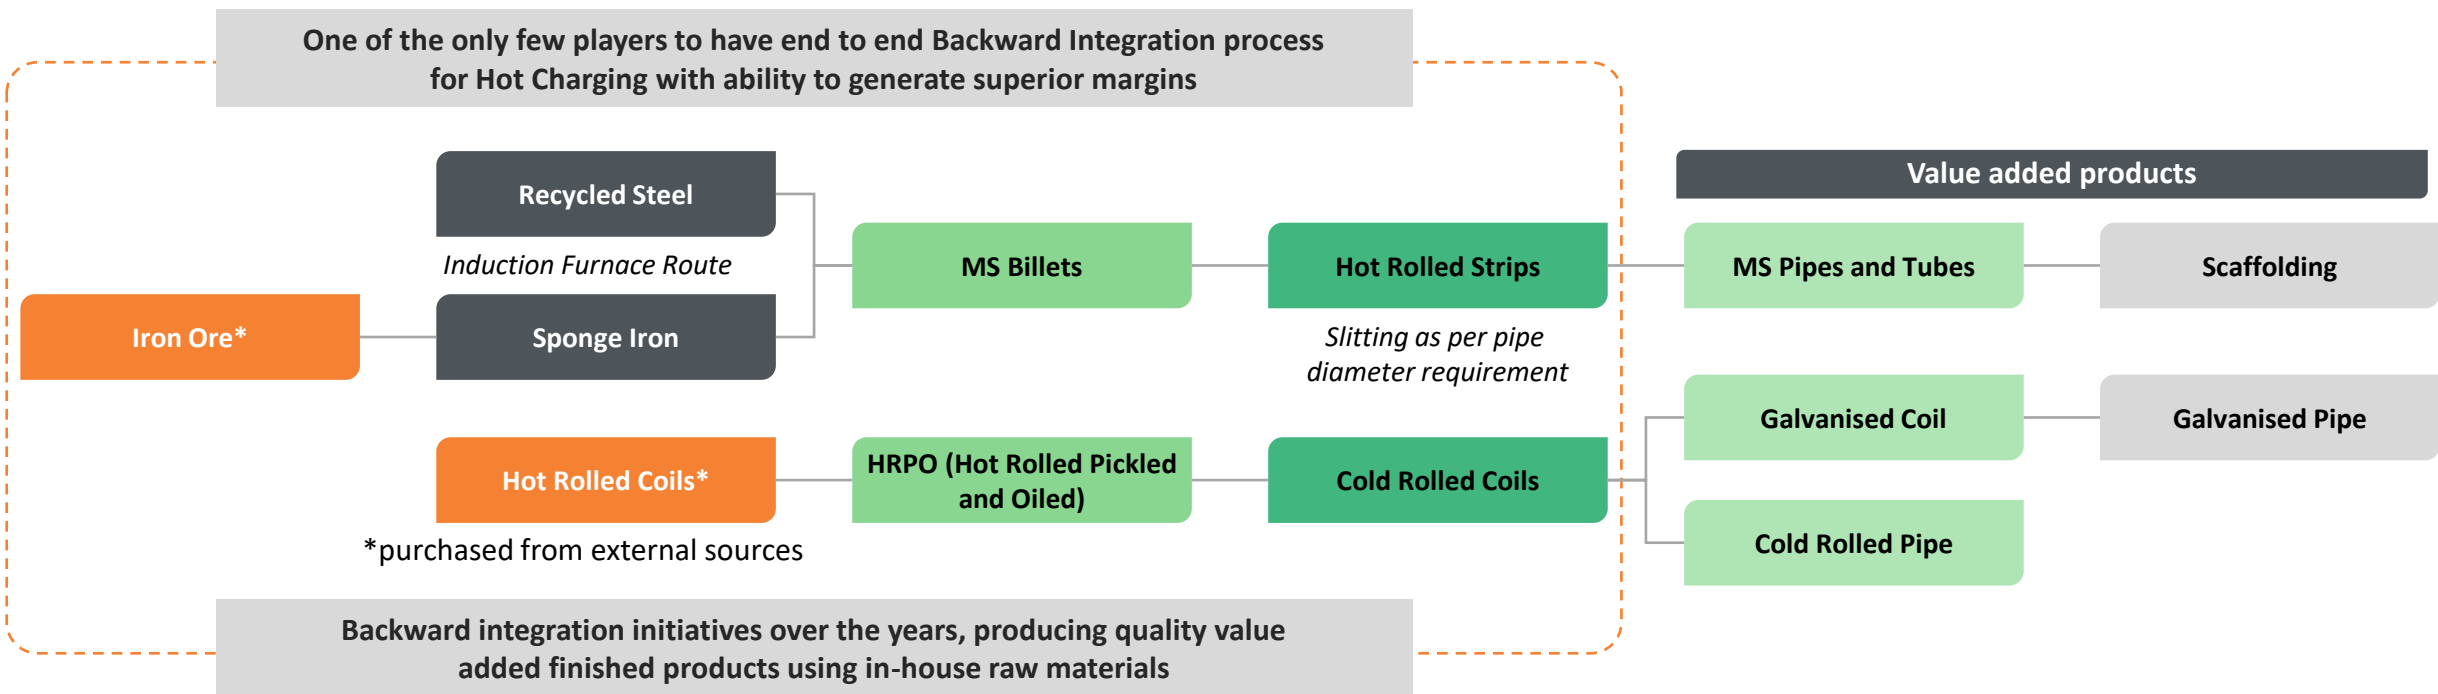 One of the only few players to have end to end Backward Integration process
for Hot Charging with ability to generate superior margins
Recycled Steel
Induction Furnace Route
Iron Ore*
Sponge Iron
MS Billets
Hot Rolled Strips
Slitting as per pipe
diameter requirement
Value added products
MS Pipes and Tubes
Scaffolding
Hot Rolled Coils*
*purchased from external sources
HRPO (Hot Rolled Pickled
and Oiled)
Cold Rolled Coils
Galvanised Coil
Galvanised Pipe
Cold Rolled Pipe
Backward integration initiatives over the years, producing quality value
added finished products using in-house raw materials